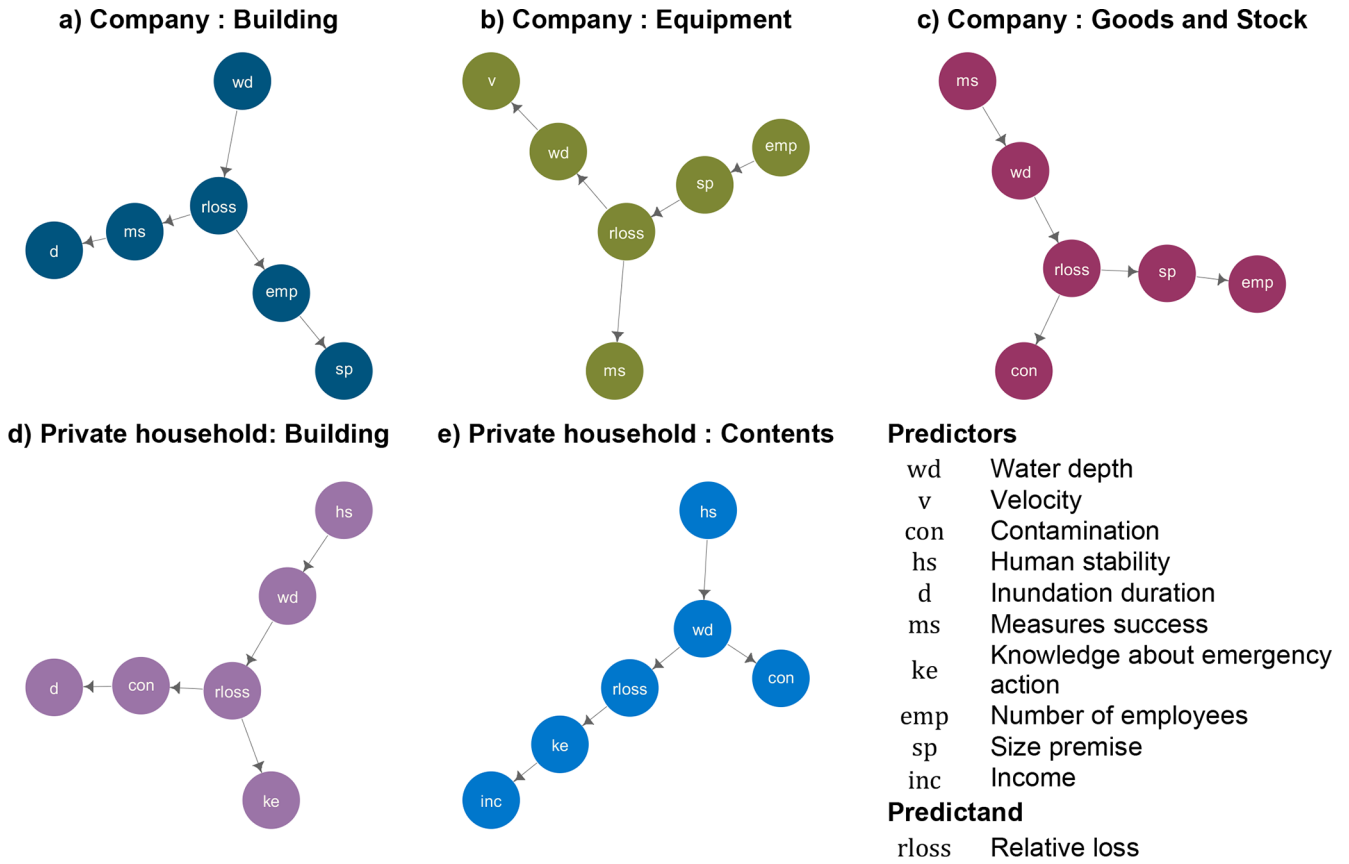 a) Company : Building
b) Company : Equipment
c) Company : Goods and Stock
wd
rloss
ms
d
emp
sp
v
wd
emp
sp
rloss
ms
ms
wd
rloss
sp
emp
con
d) Private household: Building
e) Private household : Contents
hs
wd
d
con
rloss
ke
hs
wd
con
rloss
ke
inc
Predictors
wd Water depth
v Velocity
con Contamination
hs Human stability
d Inundation duration
ms Measures success
ke Knowledge about emergency
action
emp Number of employees
sp Size premise
inc Income
Predictand
rloss Relative loss